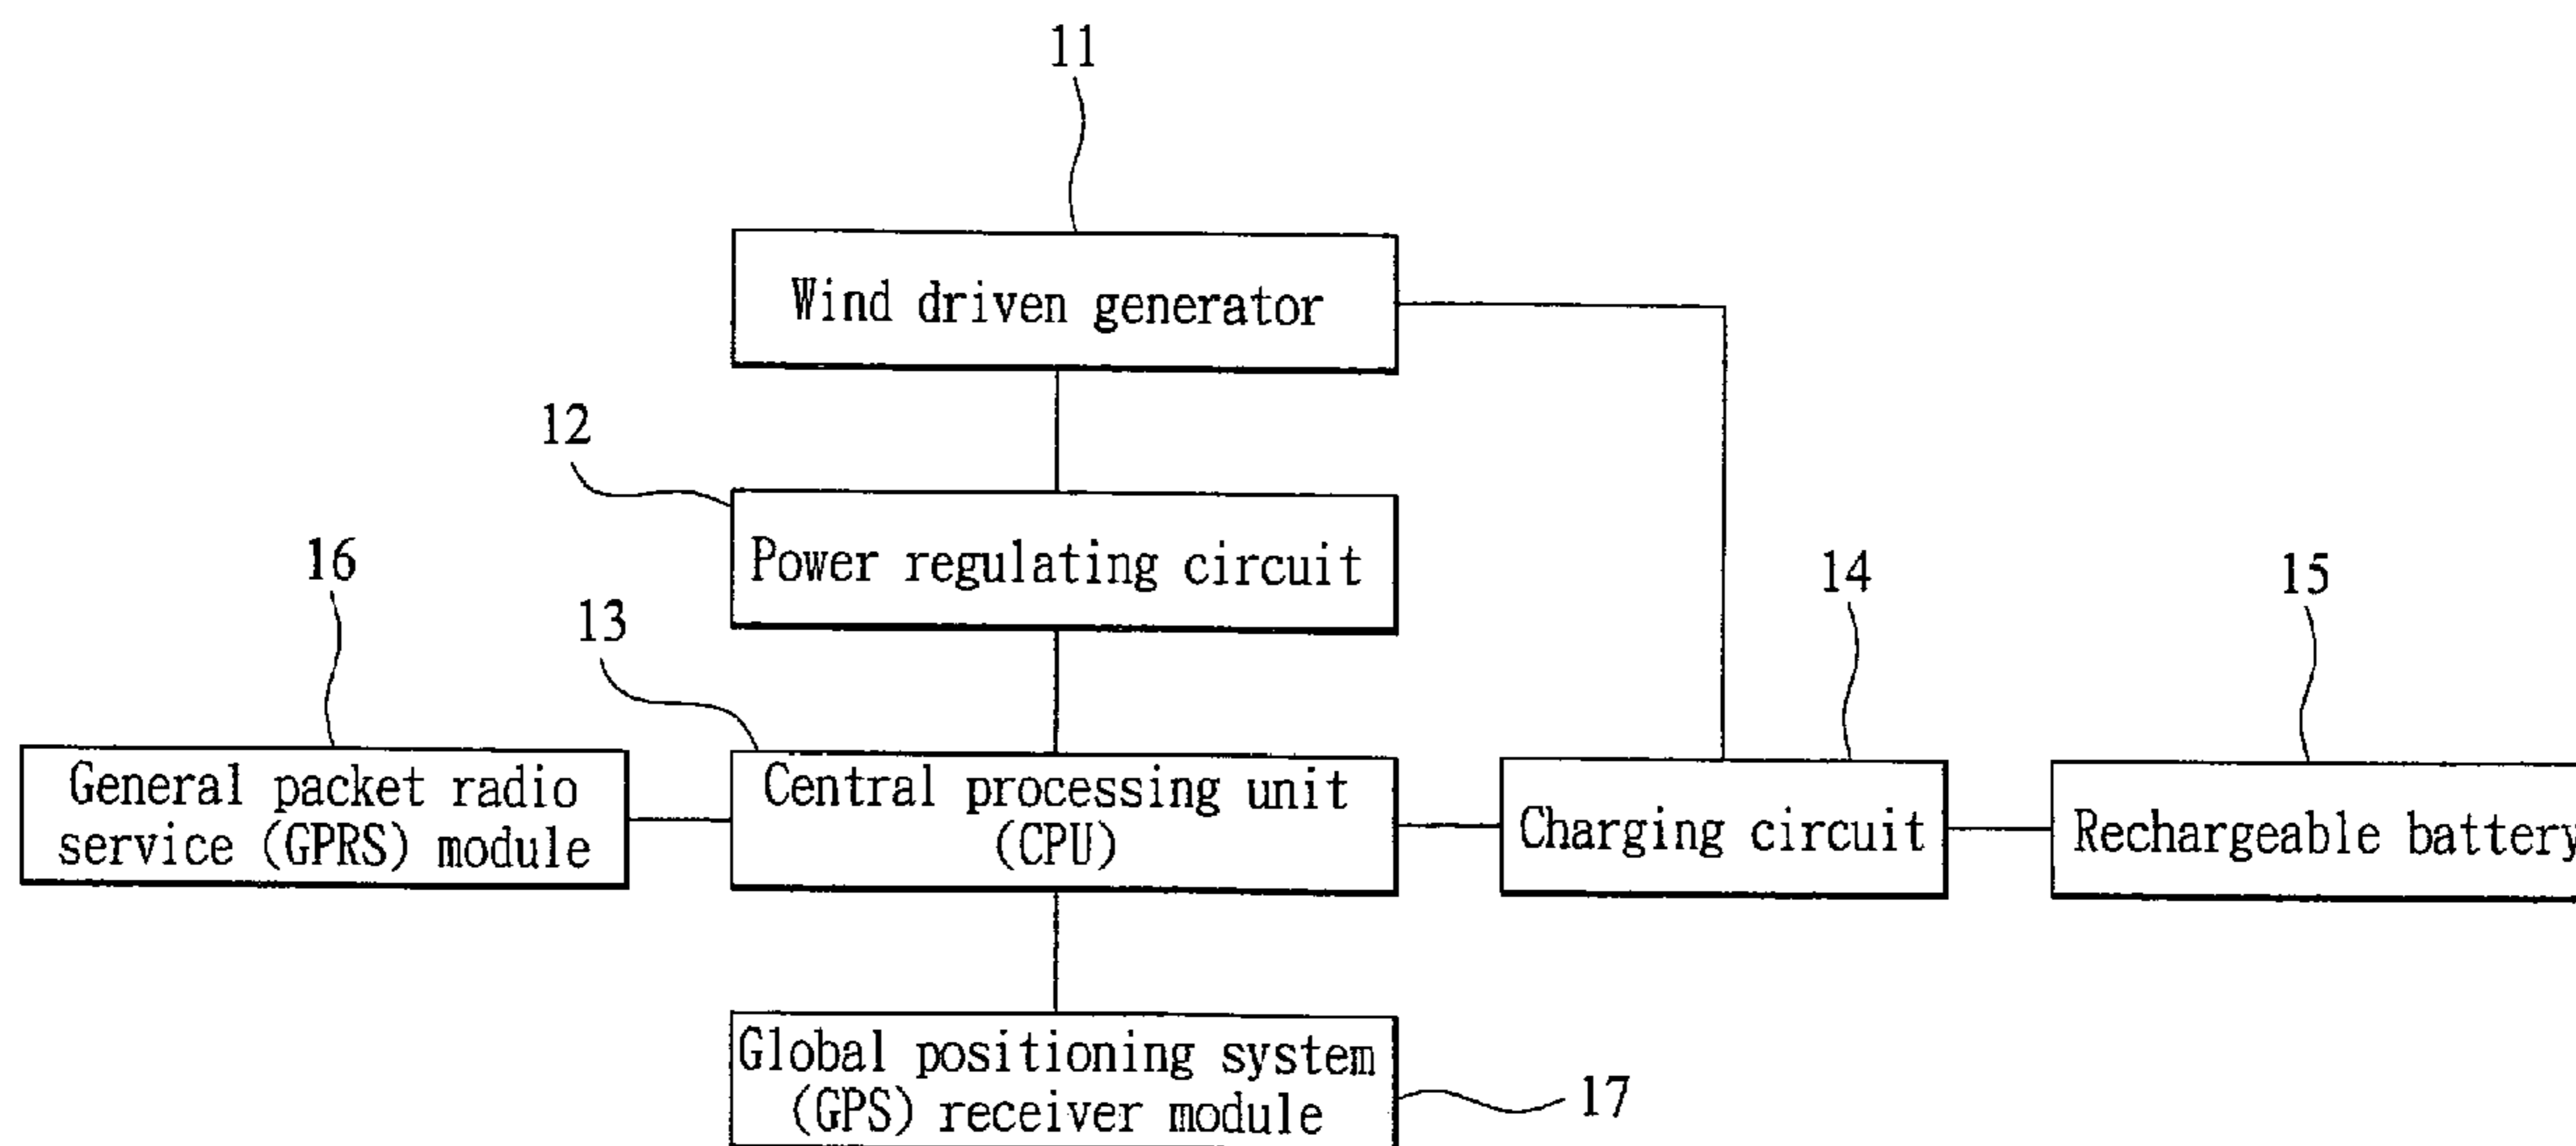 11
Wind driven generator
12
Power regulating circuit
16
13
14
15
General packet radio
service (GPRS) module
Central processing unit
(CPU)
Charging circuit
Rechargeable battery
Global positioning system
(GPS) receiver module
17